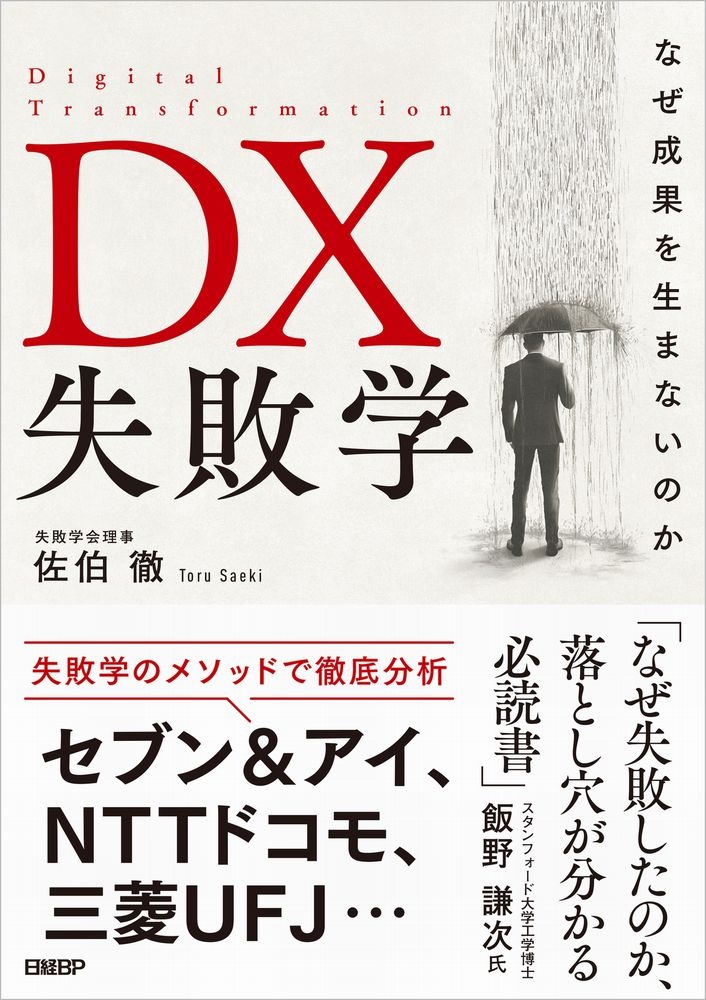 Digital
Transformation
DX
失敗学
なぜ成果を生まないのか
失敗学会理事
佐伯 徹 Toru Saeki
失敗学のメソッドで徹底分析
セブン&アイ、
NTTドコモ、
三菱UFJ…
「なぜ失敗したのか、
落とし穴が分かる
必読書」
スタンフォード大学工学博士
飯野 謙次氏
日経BP